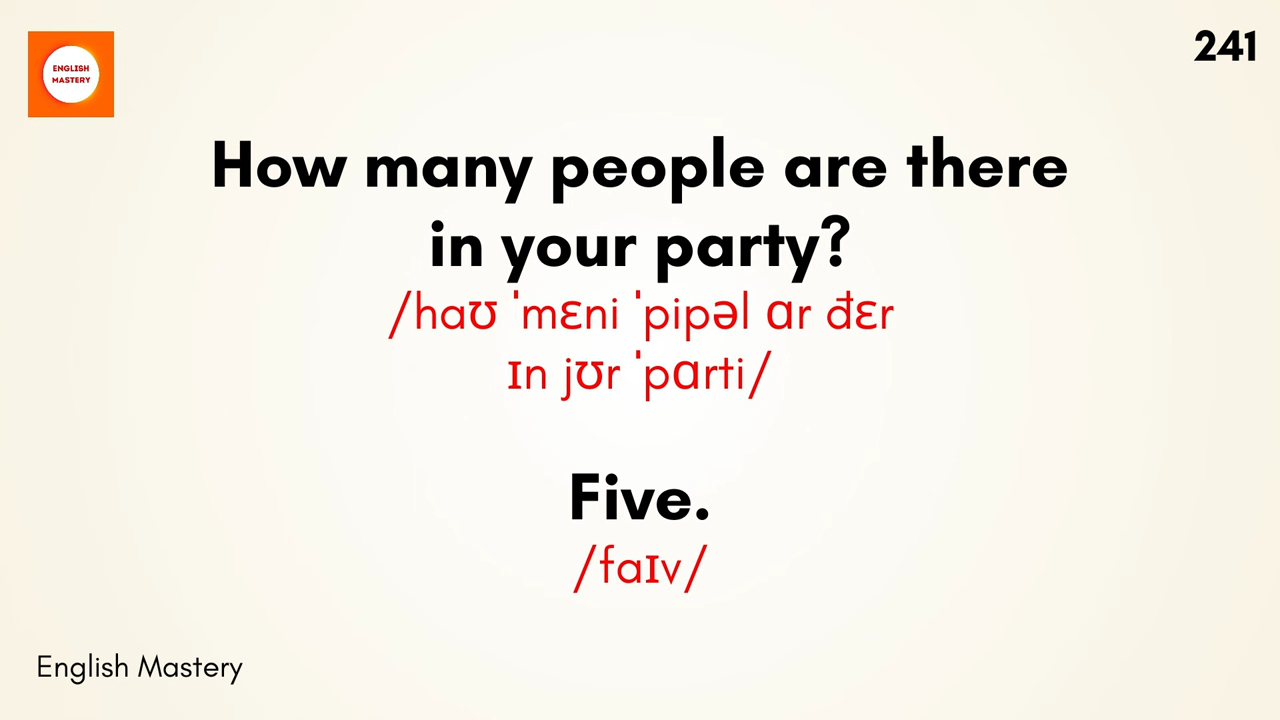 ENGLISH
MASTERY
241
How many people are there
in your party?
/haʊ ˈmɛni ˈpipəl ɑr đɛr
ɪn jʊr ˈpɑrti/
Five.
/faɪv/
English Mastery